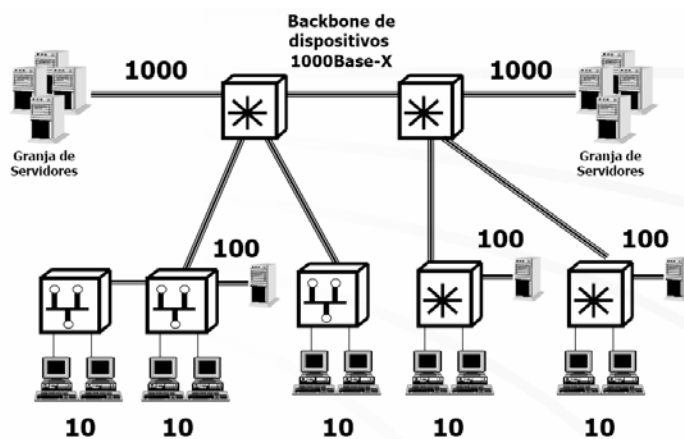 Backbone de
dispositivos
1000Base-X
1000
1000
Granja de
Servidores
Granja de
Servidores
100
100
100
10
10
10
10
10